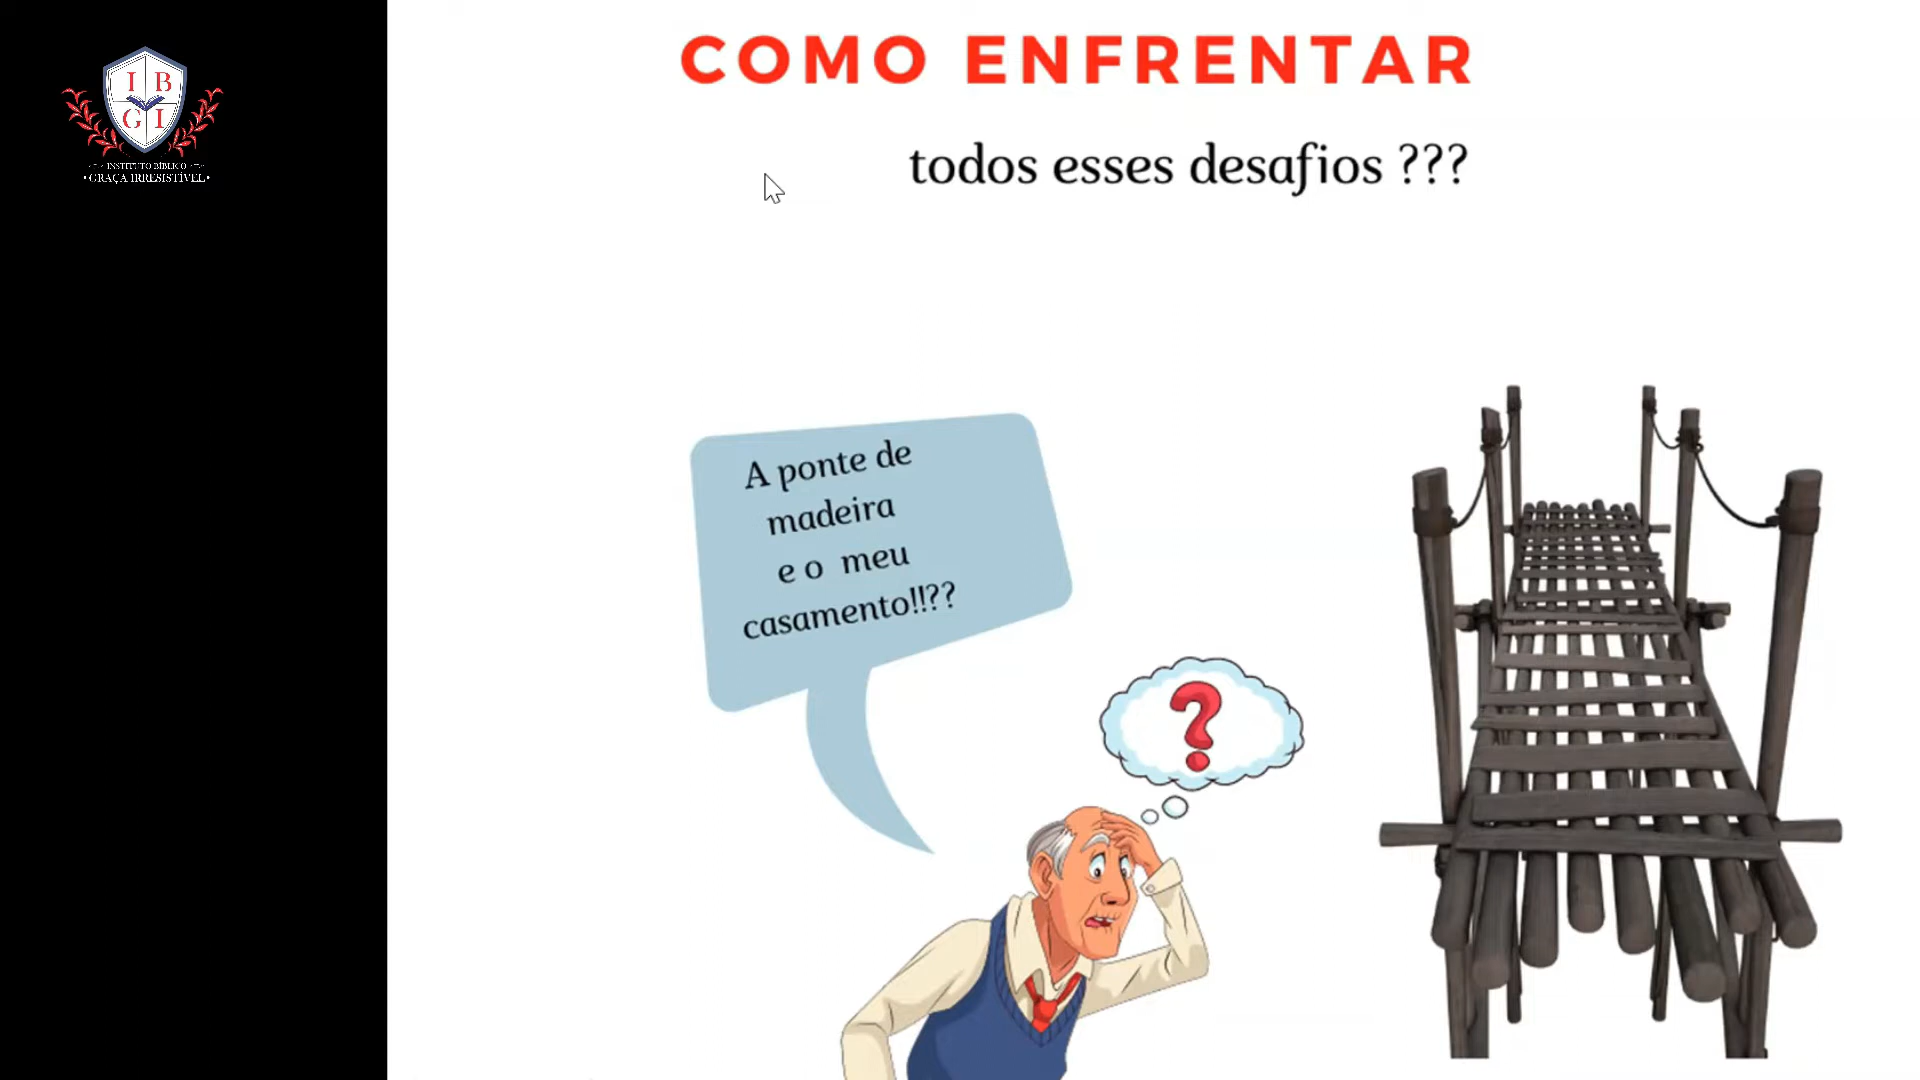 I B
G I
INSTITUTO BÍBLICO
•GRAÇA IRRESISTÍVEL•
COMO ENFRENTAR
todos esses desafios ???
A ponte de
madeira
e o meu
casamento!!??
?